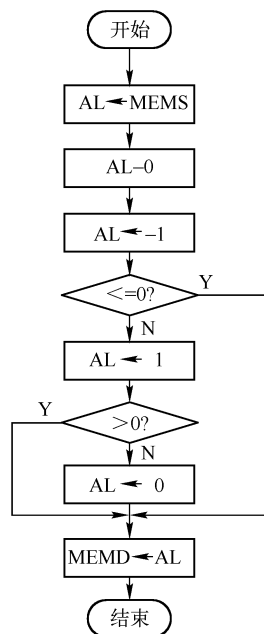 开始
AL←MEMS
AL-0
AL←-1
<=0?
Y
N
AL←1
Y
>0?
N
AL←0
MEMD←AL
结束